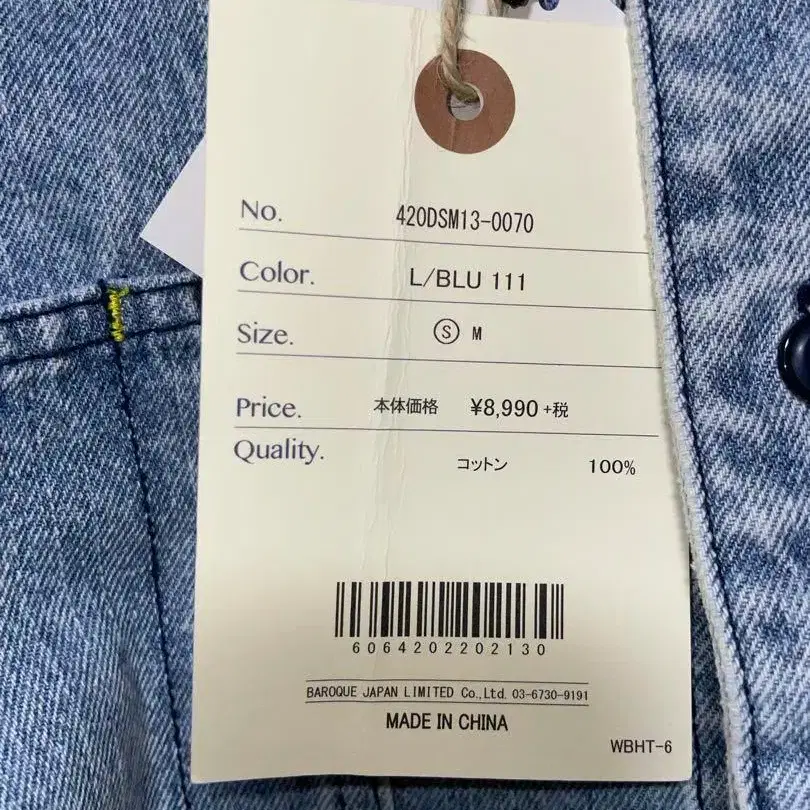 No. 420DSM13-0070
Color. L/BLU 111
Size. Ⓢ M
Price. 本体価格 ¥8,990 +税
Quality.
コットン 100%
6064202202130
BAROQUE JAPAN LIMITED Co.,Ltd. 03-6730-9191
MADE IN CHINA
WBHT-6